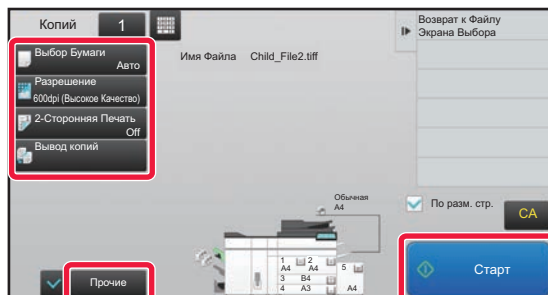 Копий 1
Возврат к Файлу
Экрана Выбора
Выбор Бумаги
Авто
Имя Файла Child_File2.tiff
Разрешение
600dpi (Высокое Качество)
2-Сторонняя Печать
Off
Вывод копий
Обычная
A4
По разм. стр.
CA
1 2
A4 A4
5
3 B4
4 A3
A4
Прочие
Старт